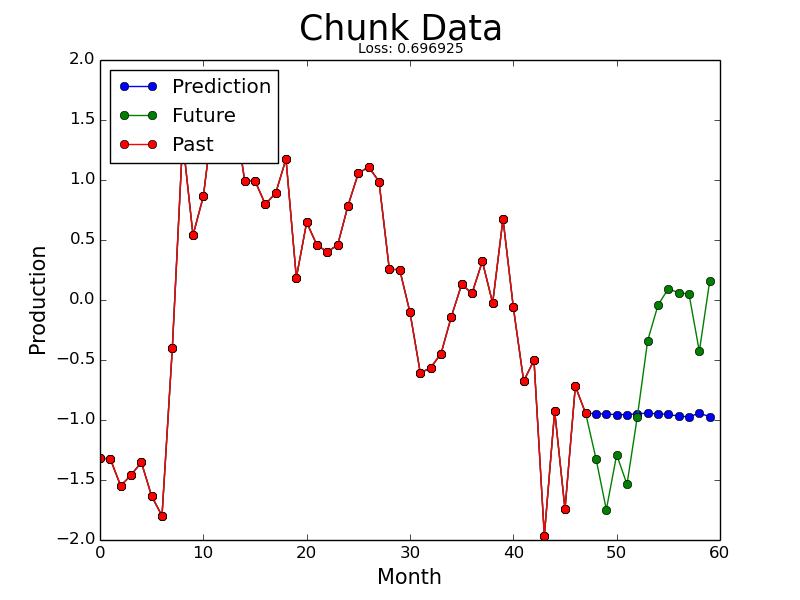 Chunk Data
Loss: 0.696925
Prediction
Future
Past
2.0
1.5
1.0
0.5
0.0
−0.5
−1.0
−1.5
−2.0
Production
0 10 20 30 40 50 60
Month